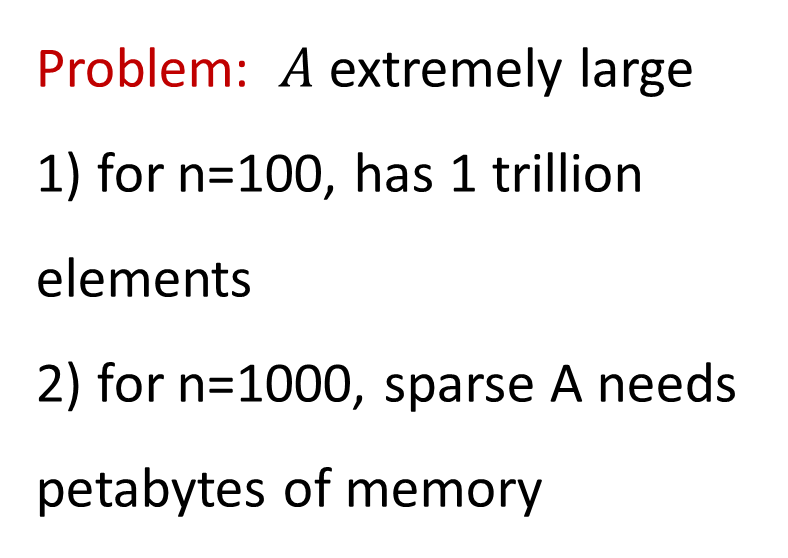 Problem: A extremely large
1) for n=100, has 1 trillion
elements
2) for n=1000, sparse A needs
petabytes of memory